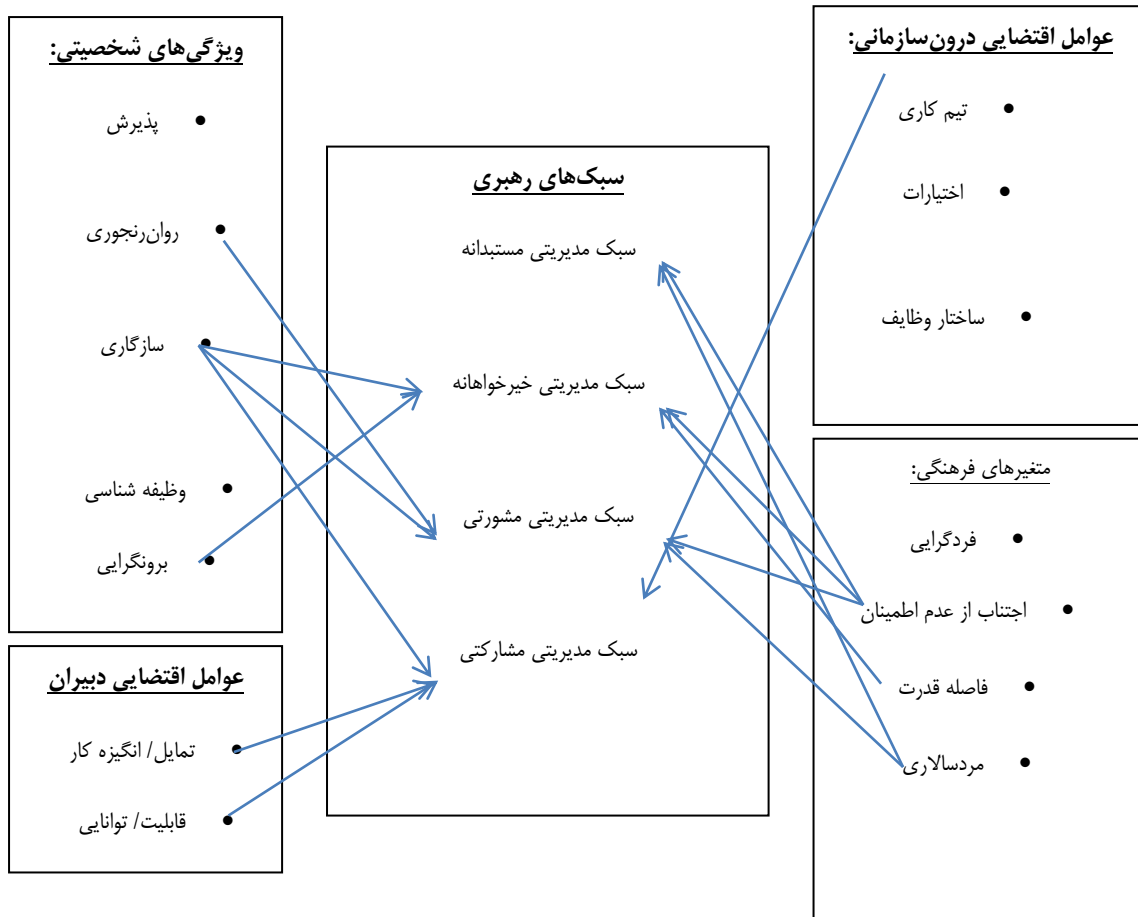 عوامل اقتضایی درون‌سازمانی:
تیم کاری
اختیارات
ساختار وظایف
متغیرهای فرهنگی:
فردگرایی
اجتناب از عدم اطمینان
فاصله قدرت
مردسالاری
سبک‌های رهبری
سبک مدیریتی مستبدانه
سبک مدیریتی خیرخواهانه
سبک مدیریتی مشورتی
سبک مدیریتی مشارکتی
ویژگی‌های شخصیتی:
پذیرش
روان‌رنجوری
سازگاری
وظیفه شناسی
برونگرایی
عوامل اقتضایی دبیران
تمایل/ انگیزه کار
قابلیت/ توانایی